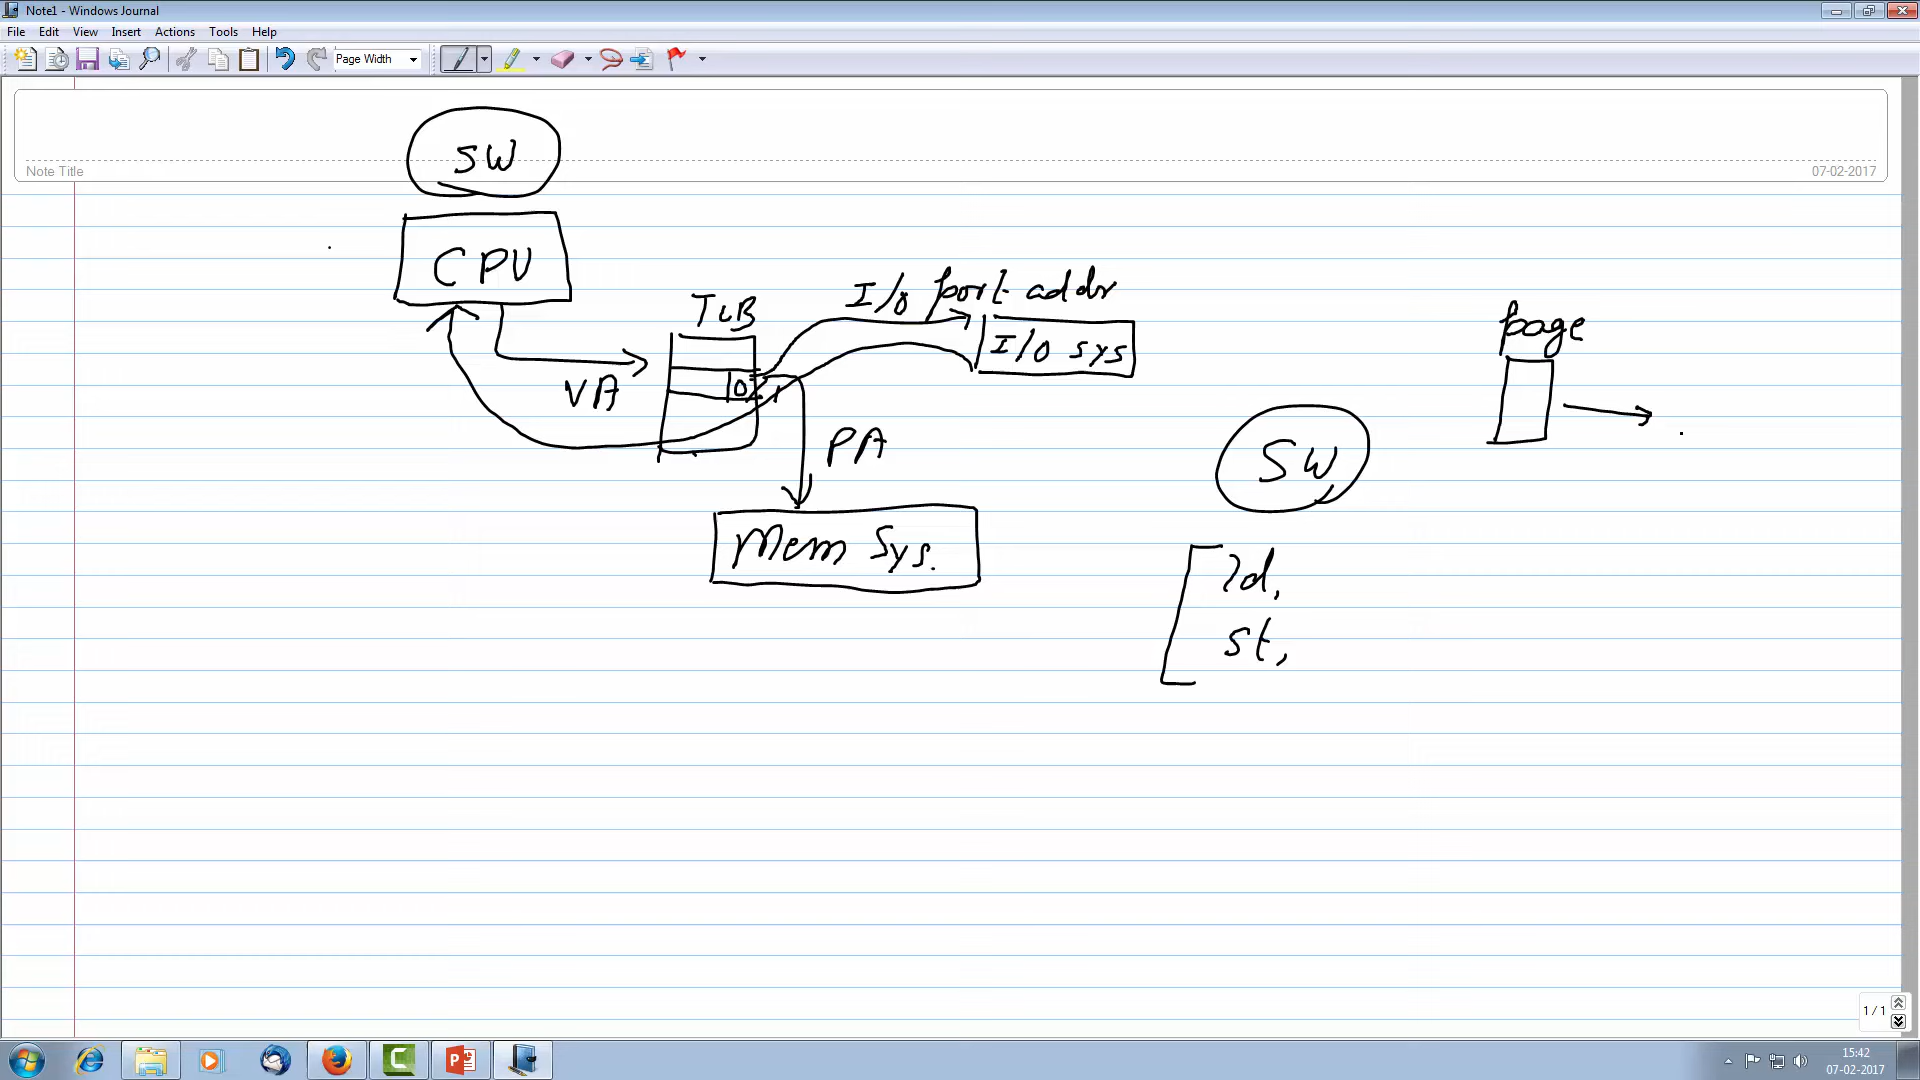 Note1 - Windows Journal
File Edit View Insert Actions Tools Help
Page Width
SW
Note Title
07-02-2017
CPU
TLB
I/O port addr
I/O sys
page
VA
PA
SW
Mem Sys.
ld,
st,
1 / 1
15:42
07-02-2017